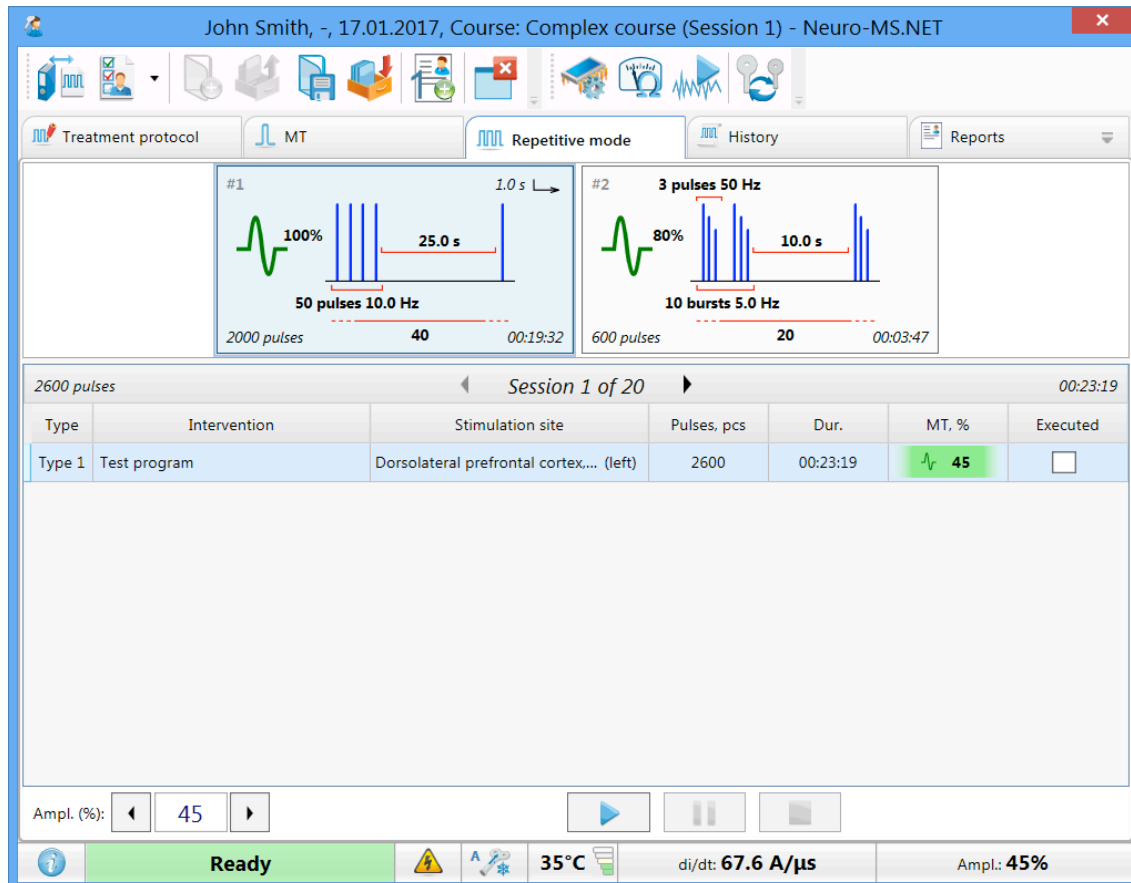 John Smith, -, 17.01.2017, Course: Complex course (Session 1) - Neuro-MS.NET
Treatment protocol MT Repetitive mode History Reports
#1 1.0 s
100%
25.0 s
50 pulses 10.0 Hz
2000 pulses 40 00:19:32
#2 3 pulses 50 Hz
80%
10.0 s
10 bursts 5.0 Hz
600 pulses 20 00:03:47
2600 pulses Session 1 of 20 00:23:19
Type Intervention Stimulation site Pulses, pcs Dur. MT, % Executed
Type 1 Test program Dorsolateral prefrontal cortex,... (left) 2600 00:23:19 45
Ampl. (%): 45
Ready A 35°C di/dt: 67.6 A/µs Ampl.: 45%